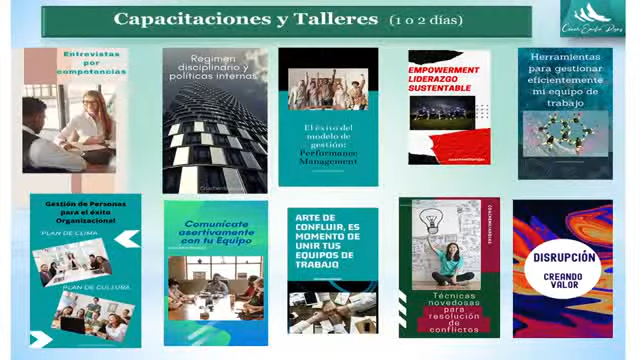 Capacitaciones y Talleres (1 o 2 días)
Entrevistas
por
competencias
Régimen
disciplinario y
políticas internas
El éxito del
modelo de
gestión:
Performance
Management
EMPOWERMENT
LIDERAZGO
SUSTENTABLE
Herramientas
para gestionar
eficientemente
mi equipo de
trabajo
Gestión de Personas
para el éxito
Organizacional
PLAN DE CLIMA
PLAN DE CULTURA
Comunícate
asertivamente
con tu Equipo
ARTE DE
CONFLUIR, ES
MOMENTO DE
UNIR TUS
EQUIPOS DE
TRABAJO
Técnicas
novedosas
para
resolución
de
conflictos
DISRUPCIÓN
CREANDO
VALOR